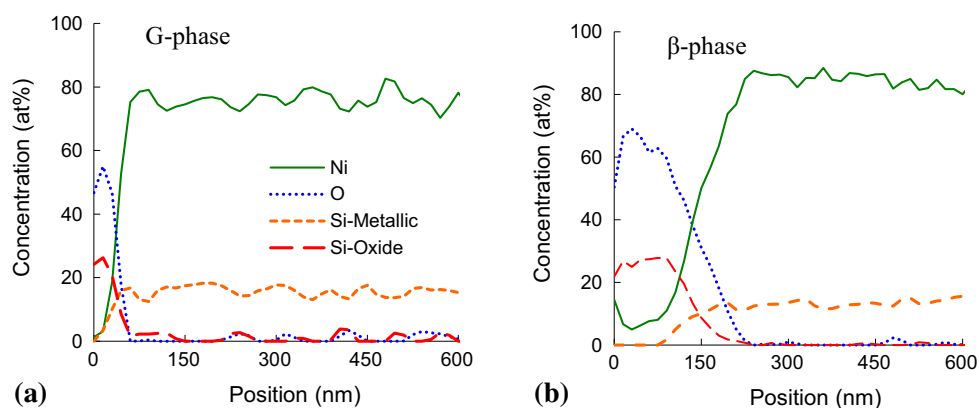 G-phase
Concentration (at%)
100
80
60
40
20
0
0
150
300
450
600
Position (nm)
Ni
O
Si-Metallic
Si-Oxide
(a)
β-phase
Concentration (at%)
100
80
60
40
20
0
0
150
300
450
600
Position (nm)
(b)